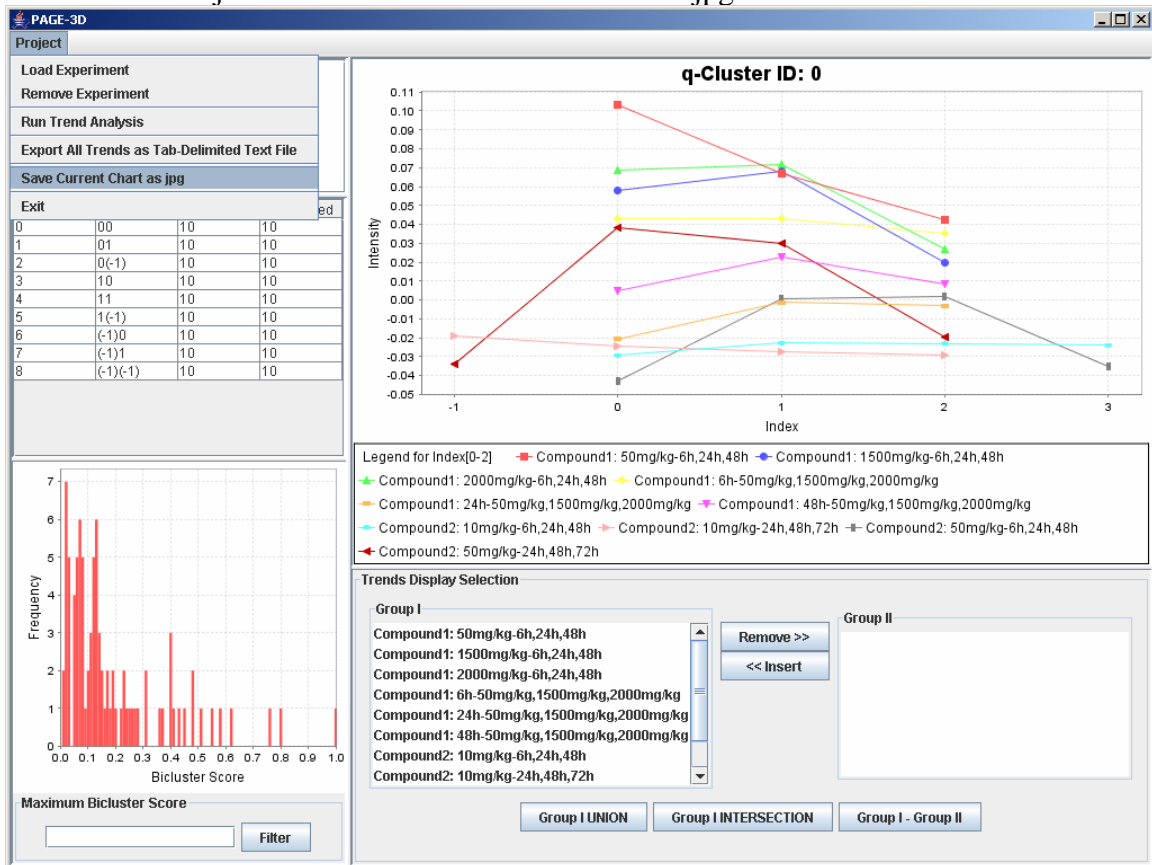 jpg
PAGE-3D
Project
Load Experiment
Remove Experiment
Run Trend Analysis
Export All Trends as Tab-Delimited Text File
Save Current Chart as jpg
Exit
ed
0 00 10 10
1 01 10 10
2 0(-1) 10 10
3 10 10 10
4 11 10 10
5 1(-1) 10 10
6 (-1)0 10 10
7 (-1)1 10 10
8 (-1)(-1) 10 10
q-Cluster ID: 0
Intensity
0.11
0.10
0.09
0.08
0.07
0.06
0.05
0.04
0.03
0.02
0.01
0.00
-0.01
-0.02
-0.03
-0.04
-0.05
-1 0 1 2 3
Index
Legend for Index[0-2] Compound1: 50mg/kg-6h,24h,48h Compound1: 1500mg/kg-6h,24h,48h
Compound1: 2000mg/kg-6h,24h,48h Compound1: 6h-50mg/kg,1500mg/kg,2000mg/kg
Compound1: 24h-50mg/kg,1500mg/kg,2000mg/kg Compound1: 48h-50mg/kg,1500mg/kg,2000mg/kg
Compound2: 10mg/kg-6h,24h,48h Compound2: 10mg/kg-24h,48h,72h Compound2: 50mg/kg-6h,24h,48h
Compound2: 50mg/kg-24h,48h,72h
Frequency
7
6
5
4
3
2
1
0
0.0 0.1 0.2 0.3 0.4 0.5 0.6 0.7 0.8 0.9 1.0
Bicluster Score
Maximum Bicluster Score
Filter
Trends Display Selection
Group I
Compound1: 50mg/kg-6h,24h,48h
Compound1: 1500mg/kg-6h,24h,48h
Compound1: 2000mg/kg-6h,24h,48h
Compound1: 6h-50mg/kg,1500mg/kg,2000mg/kg
Compound1: 24h-50mg/kg,1500mg/kg,2000mg/kg
Compound1: 48h-50mg/kg,1500mg/kg,2000mg/kg
Compound2: 10mg/kg-6h,24h,48h
Compound2: 10mg/kg-24h,48h,72h
Remove >>
<< Insert
Group II
Group I UNION
Group I INTERSECTION
Group I - Group II